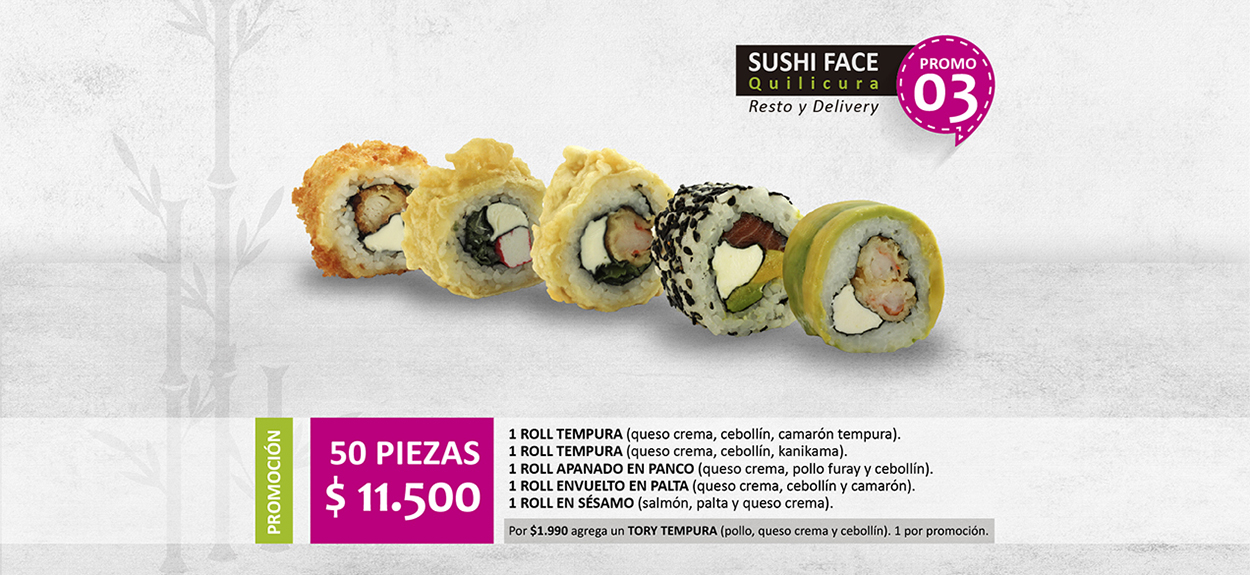 SUSHI FACE
Quilicura
Resto y Delivery
PROMO
03
PROMOCIÓN
50 PIEZAS
$ 11.500
1 ROLL TEMPURA (queso crema, cebollín, camarón tempura).
1 ROLL TEMPURA (queso crema, cebollín, kanikama).
1 ROLL APANADO EN PANCO (queso crema, pollo furay y cebollín).
1 ROLL ENVUELTO EN PALTA (queso crema, cebollín y camarón).
1 ROLL EN SÉSAMO (salmón, palta y queso crema).
Por $1.990 agrega un TORY TEMPURA (pollo, queso crema y cebollín). 1 por promoción.